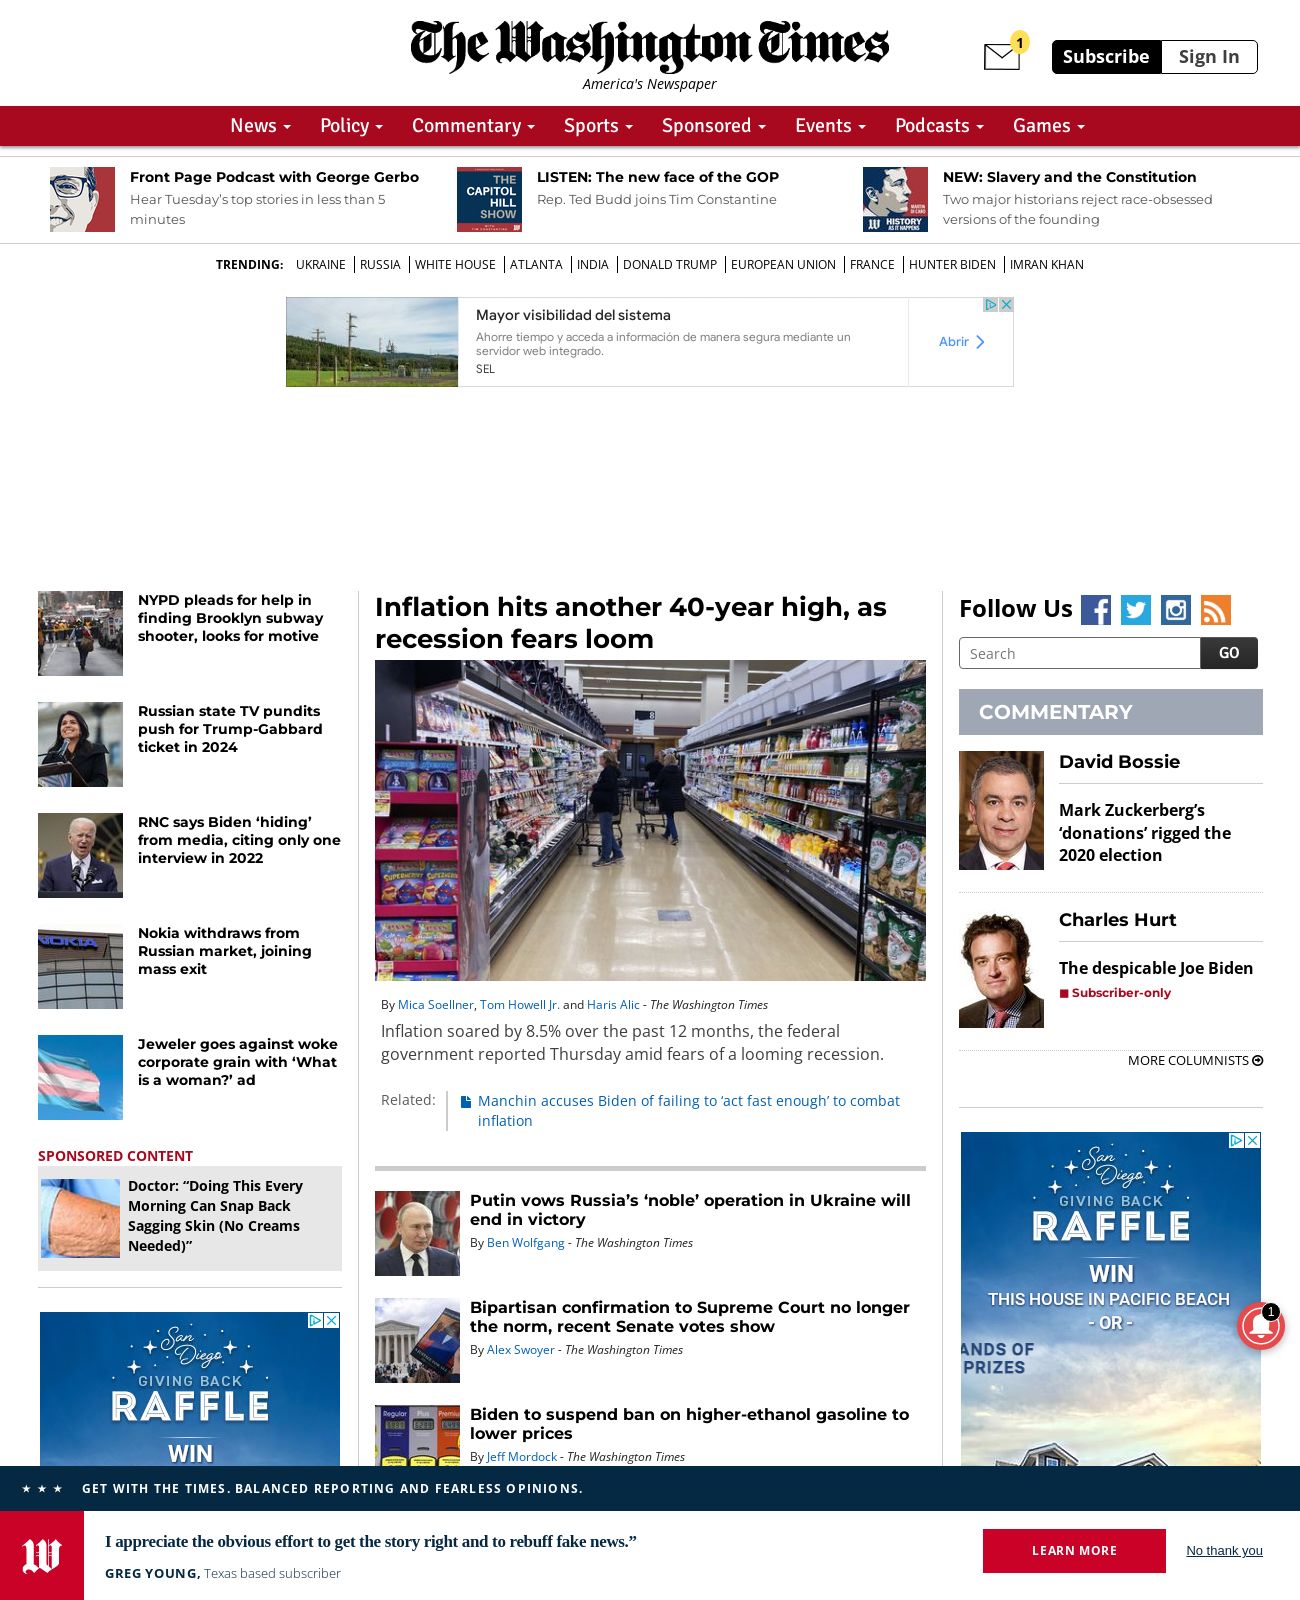 The Washington Times
America's Newspaper
1
Subscribe
Sign In
News
Policy
Commentary
Sports
Sponsored
Events
Podcasts
Games
Front Page Podcast with George Gerbo
Hear Tuesday’s top stories in less than 5
minutes
THE
CAPITOL
HILL
SHOW
LISTEN: The new face of the GOP
Rep. Ted Budd joins Tim Constantine
HISTORY
AS IT HAPPENS
NEW: Slavery and the Constitution
Two major historians reject race-obsessed
versions of the founding
TRENDING: UKRAINE RUSSIA WHITE HOUSE ATLANTA INDIA DONALD TRUMP EUROPEAN UNION FRANCE HUNTER BIDEN IMRAN KHAN
Mayor visibilidad del sistema
Ahorre tiempo y acceda a información de manera segura mediante un
servidor web integrado.
SEL
Abrir
NYPD pleads for help in
finding Brooklyn subway
shooter, looks for motive
Russian state TV pundits
push for Trump-Gabbard
ticket in 2024
RNC says Biden ‘hiding’
from media, citing only one
interview in 2022
NOKIA
Nokia withdraws from
Russian market, joining
mass exit
Jeweler goes against woke
corporate grain with ‘What
is a woman?’ ad
SPONSORED CONTENT
Doctor: “Doing This Every
Morning Can Snap Back
Sagging Skin (No Creams
Needed)”
San
Diego
GIVING BACK
RAFFLE
WIN
Inflation hits another 40-year high, as
recession fears loom
By Mica Soellner, Tom Howell Jr. and Haris Alic - The Washington Times
Inflation soared by 8.5% over the past 12 months, the federal
government reported Thursday amid fears of a looming recession.
Related:
Manchin accuses Biden of failing to ‘act fast enough’ to combat
inflation
Putin vows Russia’s ‘noble’ operation in Ukraine will
end in victory
By Ben Wolfgang - The Washington Times
Bipartisan confirmation to Supreme Court no longer
the norm, recent Senate votes show
By Alex Swoyer - The Washington Times
Regular Plus Premium
Biden to suspend ban on higher-ethanol gasoline to
lower prices
By Jeff Mordock - The Washington Times
Follow Us
Search
GO
COMMENTARY
David Bossie
Mark Zuckerberg’s
‘donations’ rigged the
2020 election
Charles Hurt
The despicable Joe Biden
Subscriber-only
MORE COLUMNISTS
San
Diego
GIVING BACK
RAFFLE
WIN
THIS HOUSE IN PACIFIC BEACH
- OR -
ANDS OF
PRIZES
1
★ ★ ★ GET WITH THE TIMES. BALANCED REPORTING AND FEARLESS OPINIONS.
W
I appreciate the obvious effort to get the story right and to rebuff fake news.”
GREG YOUNG, Texas based subscriber
LEARN MORE
No thank you